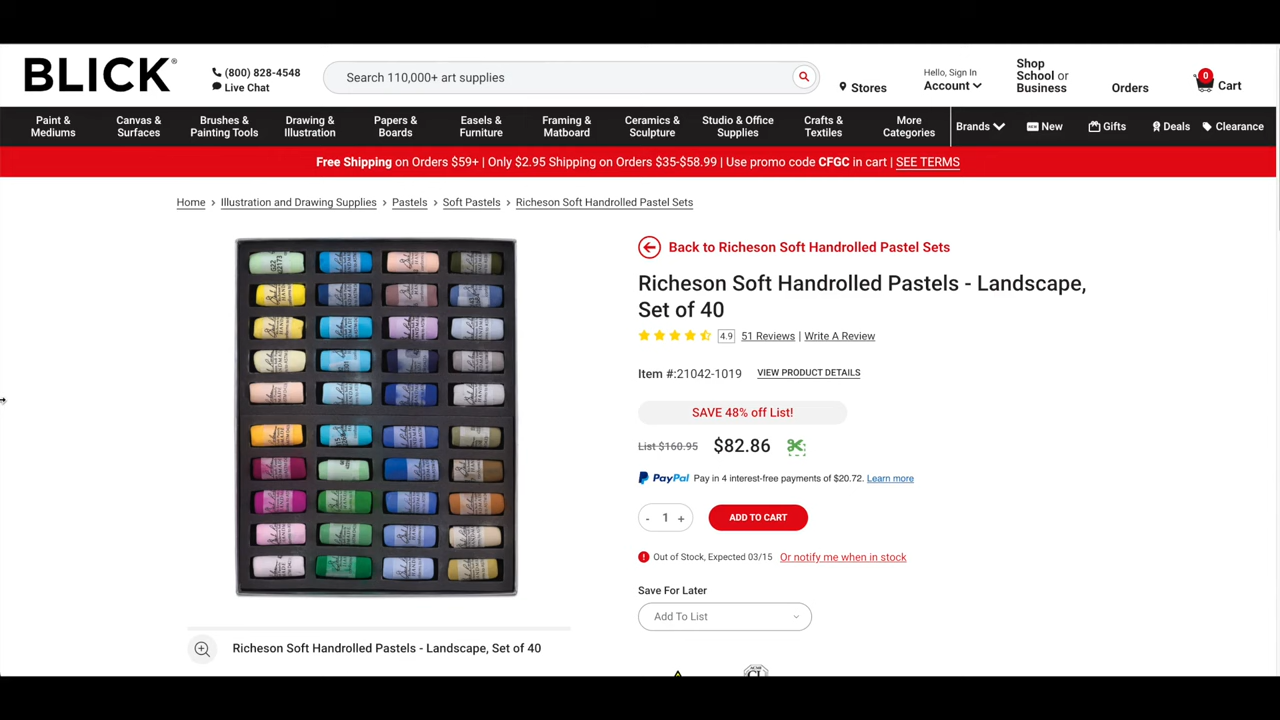 BLICK®
(800) 828-4548
Live Chat
Search 110,000+ art supplies
Stores
Hello, Sign In
Account
Shop
School or
Business
Orders
0
Cart
Paint &
Mediums
Canvas &
Surfaces
Brushes &
Painting Tools
Drawing &
Illustration
Papers &
Boards
Easels &
Furniture
Framing &
Matboard
Ceramics &
Sculpture
Studio & Office
Supplies
Crafts &
Textiles
More
Categories
Brands
New
Gifts
Deals
Clearance
Free Shipping on Orders $59+ | Only $2.95 Shipping on Orders $35-$58.99 | Use promo code CFGC in cart | SEE TERMS
Home > Illustration and Drawing Supplies > Pastels > Soft Pastels > Richeson Soft Handrolled Pastel Sets
Back to Richeson Soft Handrolled Pastel Sets
Richeson Soft Handrolled Pastels - Landscape,
Set of 40
4.9 51 Reviews | Write A Review
Item #:21042-1019 VIEW PRODUCT DETAILS
SAVE 48% off List!
List $160.95 $82.86
PayPal Pay in 4 interest-free payments of $20.72. Learn more
- 1 + ADD TO CART
Out of Stock, Expected 03/15 Or notify me when in stock
Save For Later
Add To List
Richeson Soft Handrolled Pastels - Landscape, Set of 40